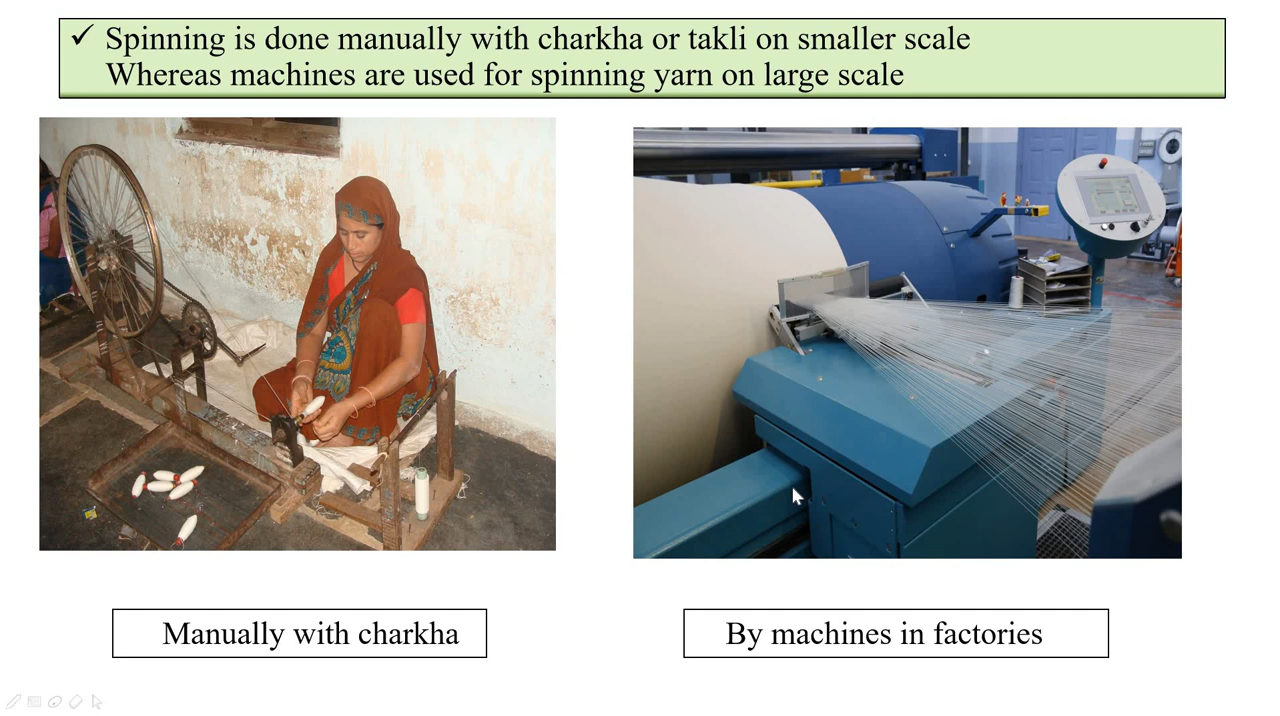 ✓ Spinning is done manually with charkha or takli on smaller scale
Whereas machines are used for spinning yarn on large scale
Manually with charkha
By machines in factories